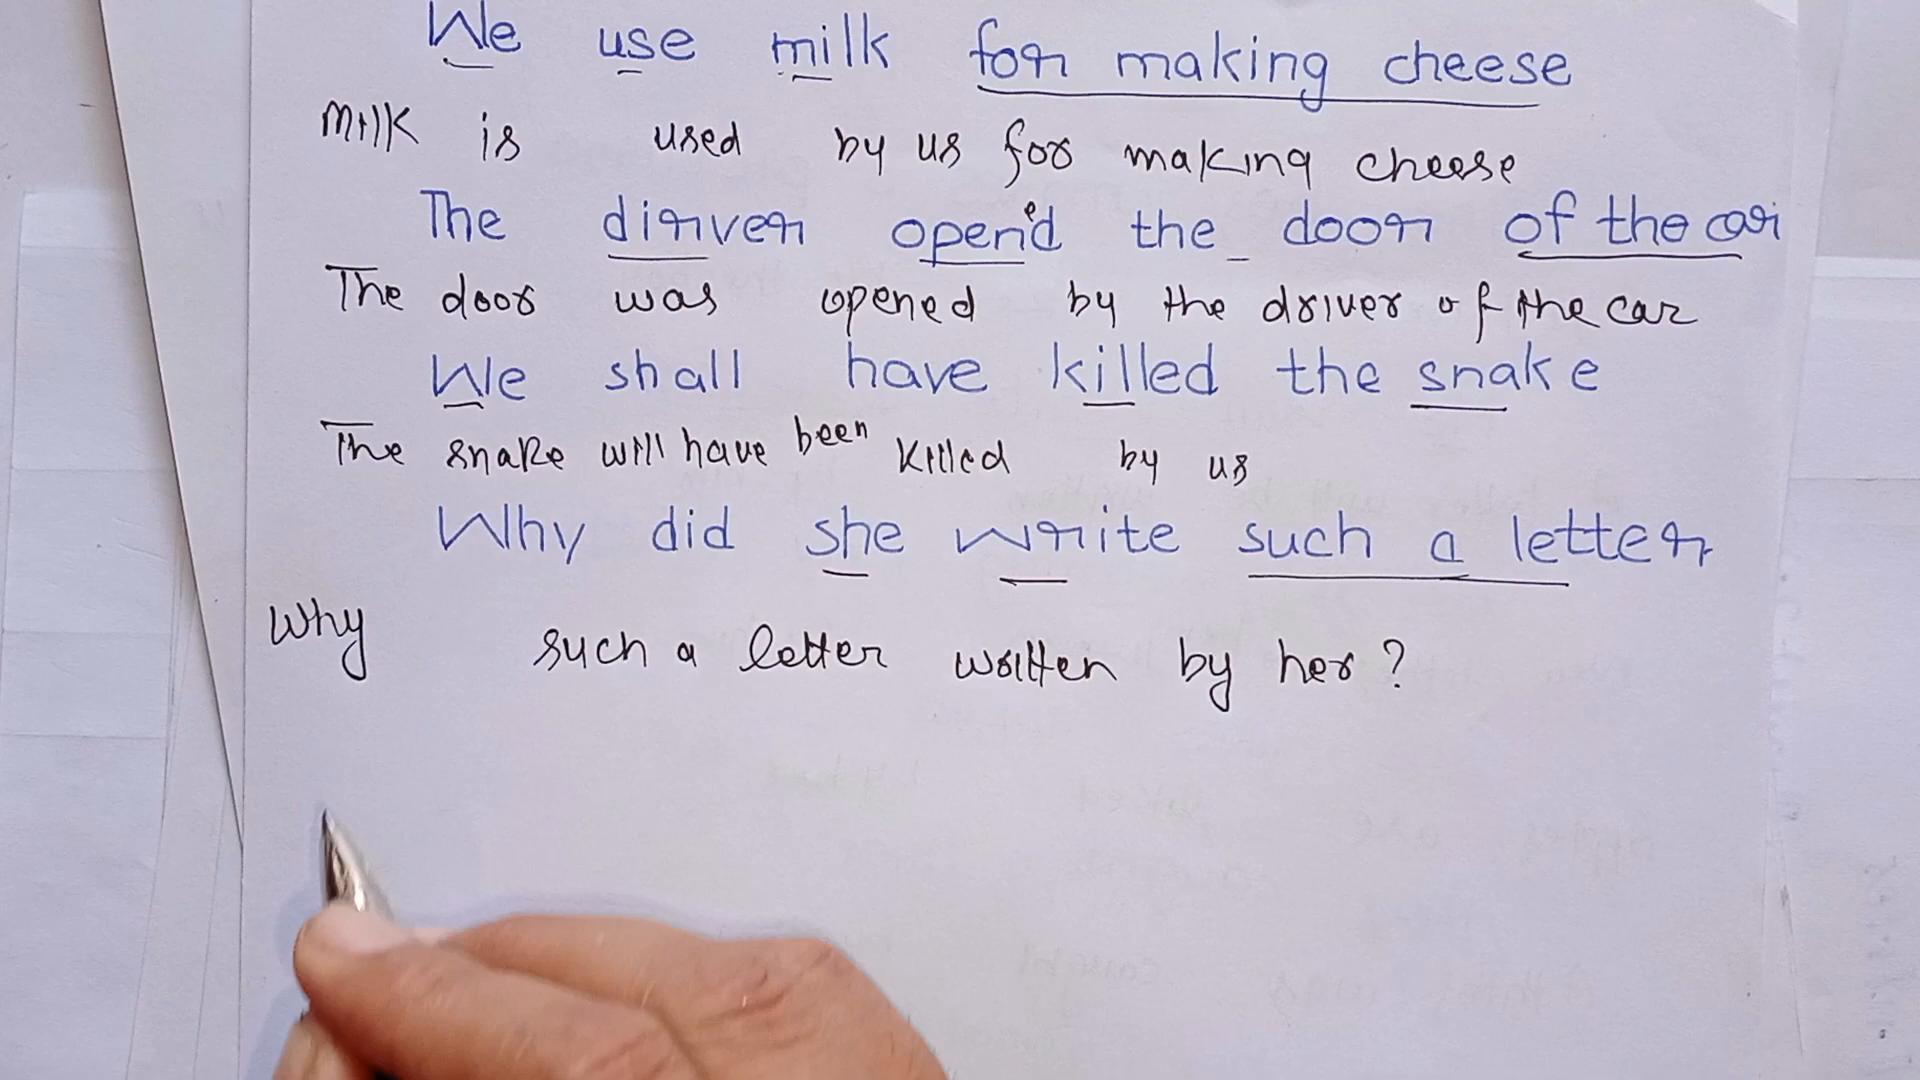 We use milk for making cheese
Milk is used by us for making cheese
The dirver open'd the door of the car
The door was opened by the driver of the car
We shall have killed the snake
The snake will have been killed by us
Why did she write such a letter
Why such a letter written by her?